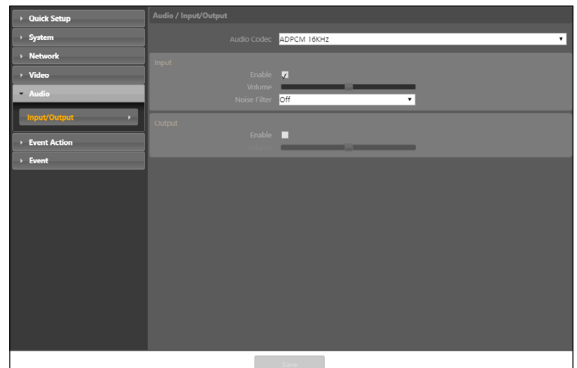 Quick Setup
System
Network
Video
Audio
Input/Output
Event Action
Event
Audio / Input/Output
Audio Codec ADPCM 16KHz
Input
Enable
Volume
Noise Filter Off
Output
Enable
Save